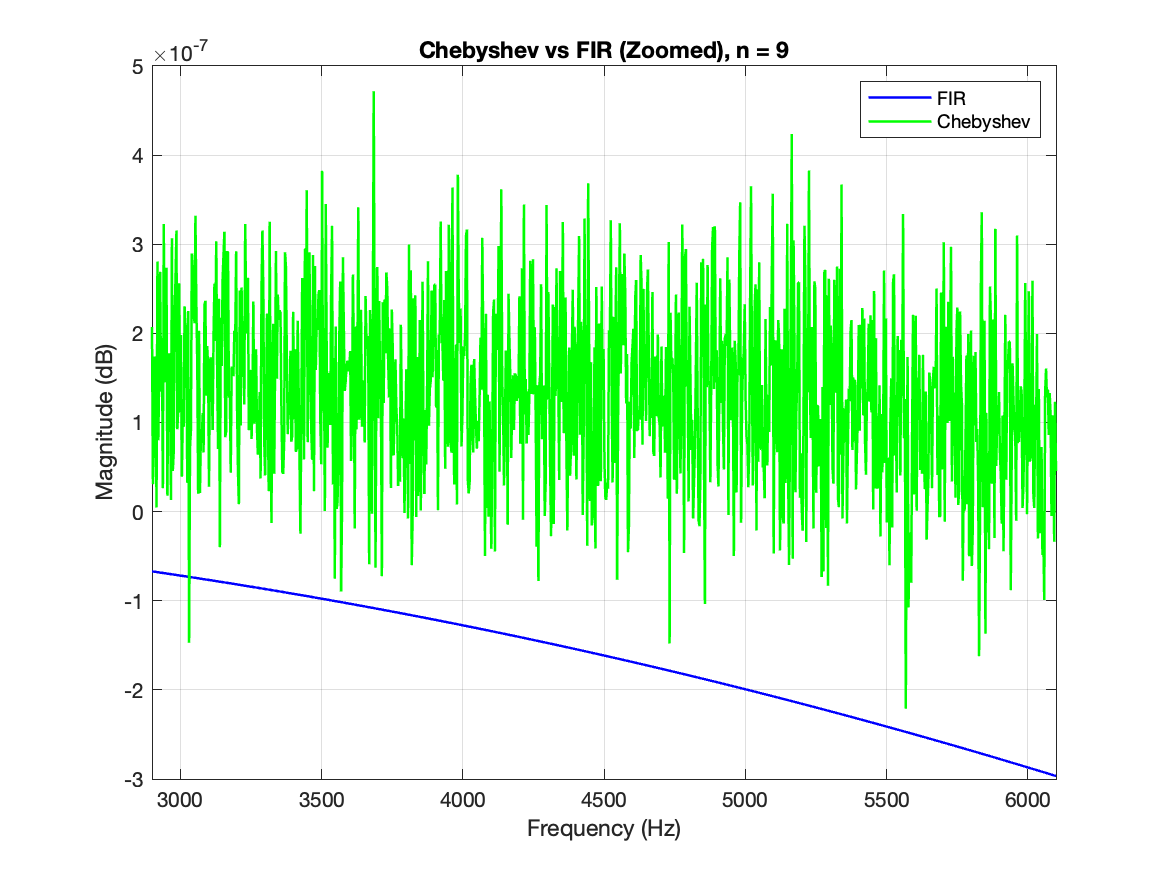 Chebyshev vs FIR (Zoomed), n = 9
×10⁻⁷
FIR
Chebyshev
5
4
3
2
1
0
-1
-2
-3
Magnitude (dB)
3000 3500 4000 4500 5000 5500 6000
Frequency (Hz)